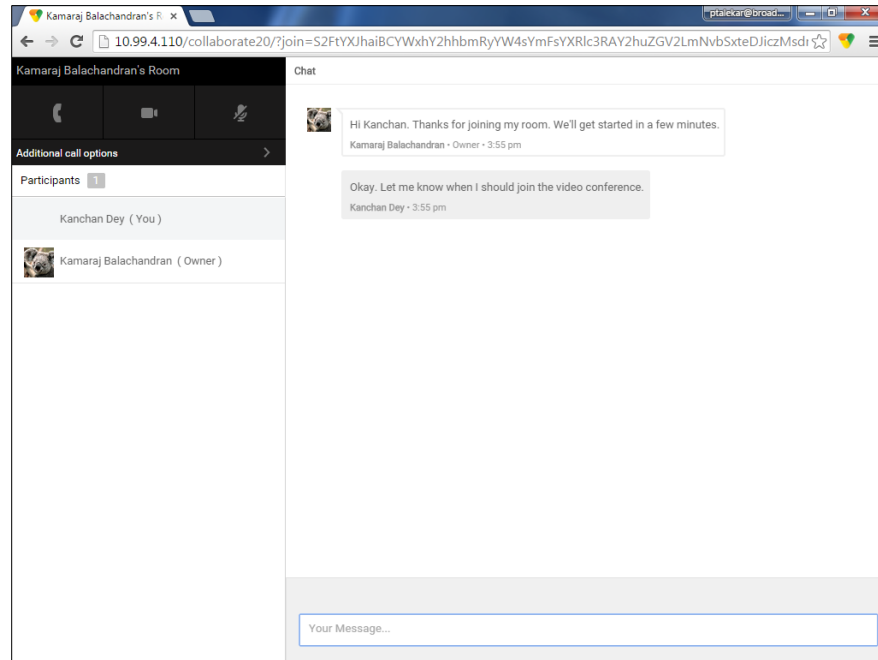 Kamaraj Balachandran's R
ptalekar@broad...
10.99.4.110/collaborate20/?join=S2FtYXJhaiBCYWxhY2hhbmRyYW4sYmFsYXRlc3RAY2huZGV2LmNvbSxteDJiczMsdr
Kamaraj Balachandran's Room
Chat
Hi Kanchan. Thanks for joining my room. We'll get started in a few minutes.
Kamaraj Balachandran • Owner • 3:55 pm
Additional call options
Participants 1
Okay. Let me know when I should join the video conference.
Kanchan Dey • 3:55 pm
Kanchan Dey ( You )
Kamaraj Balachandran ( Owner )
Your Message...